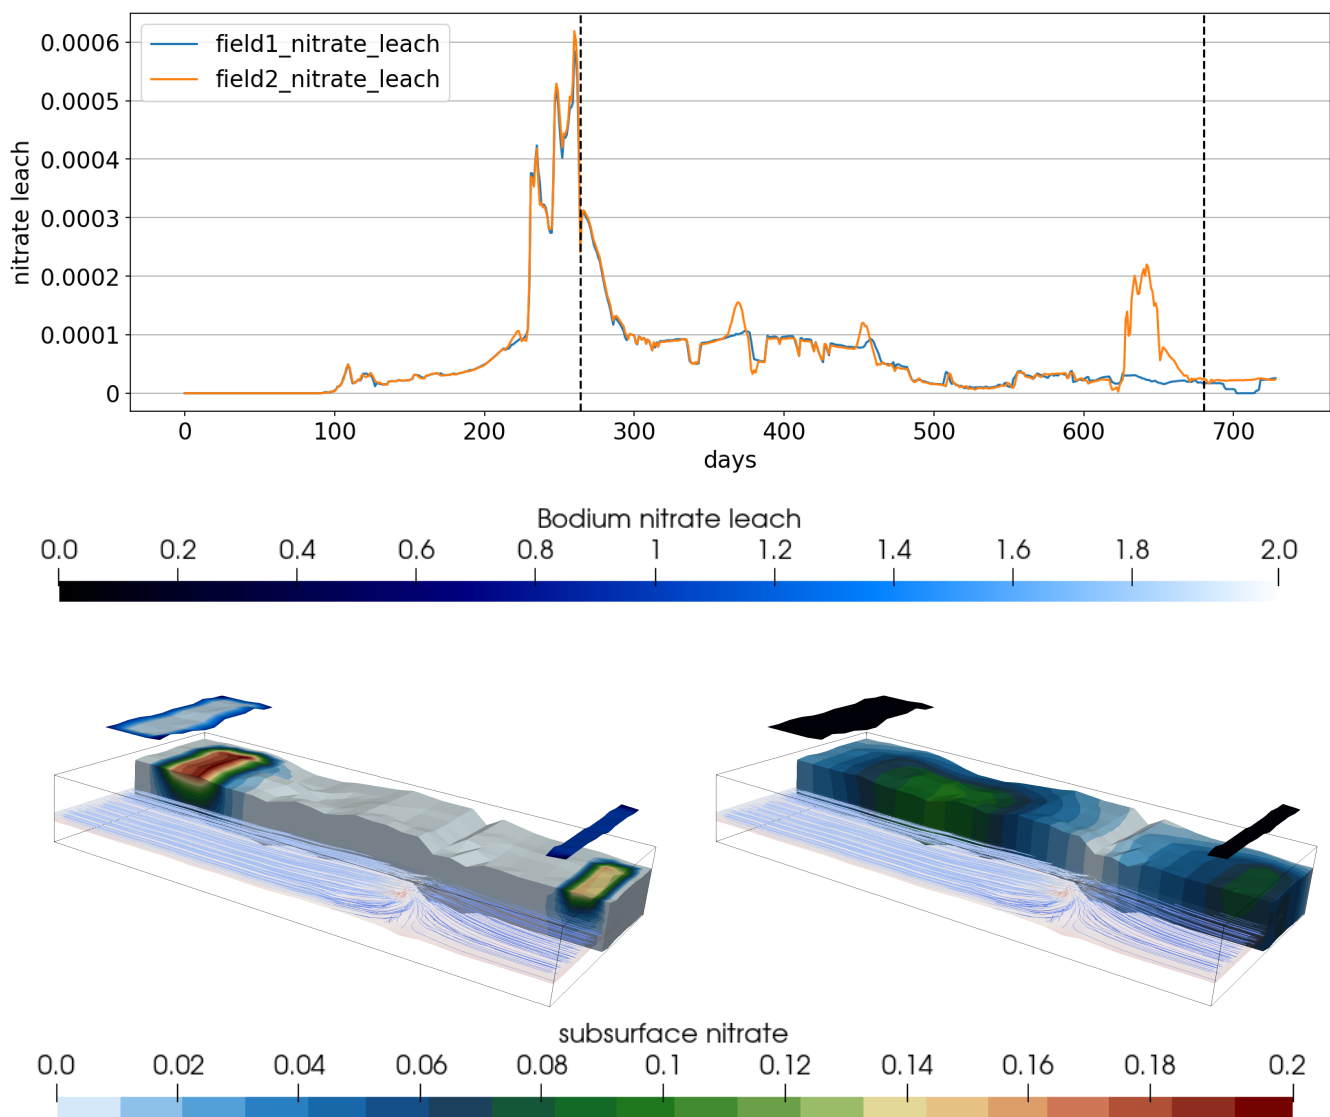 0.0006
0.0005
0.0004
0.0003
0.0002
0.0001
0
nitrate leach
field1_nitrate_leach
field2_nitrate_leach
0 100 200 300 400 500 600 700
days
Bodium nitrate leach
0.0 0.2 0.4 0.6 0.8 1 1.2 1.4 1.6 1.8 2.0
subsurface nitrate
0.0 0.02 0.04 0.06 0.08 0.1 0.12 0.14 0.16 0.18 0.2